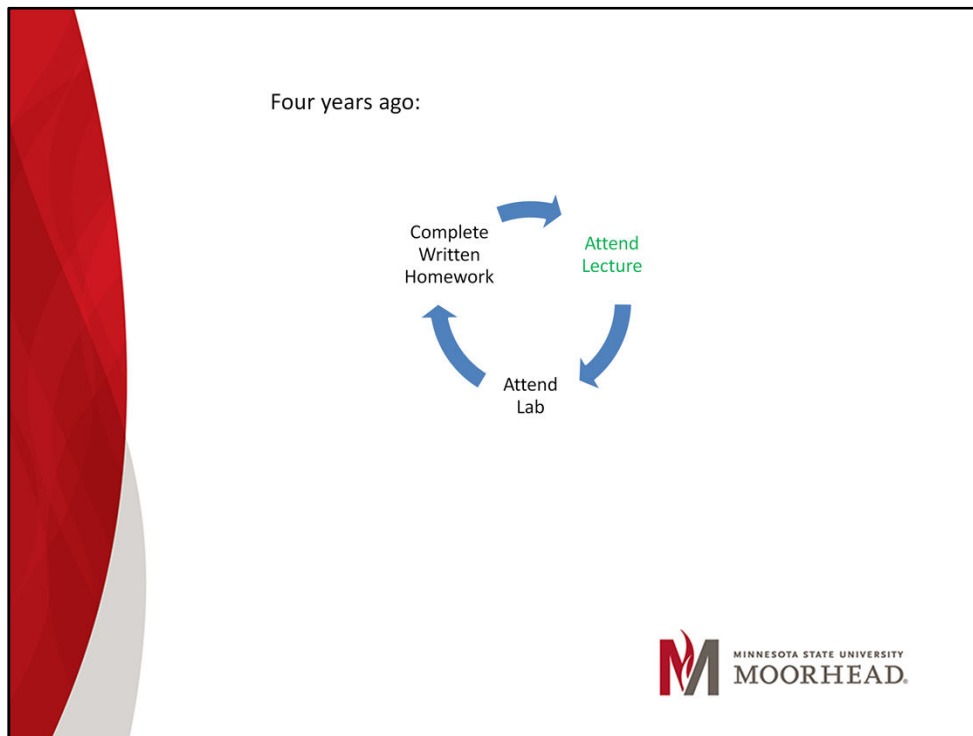 Four years ago:
Complete
Written
Homework
Attend
Lecture
Attend
Lab
MINNESOTA STATE UNIVERSITY
MOORHEAD®